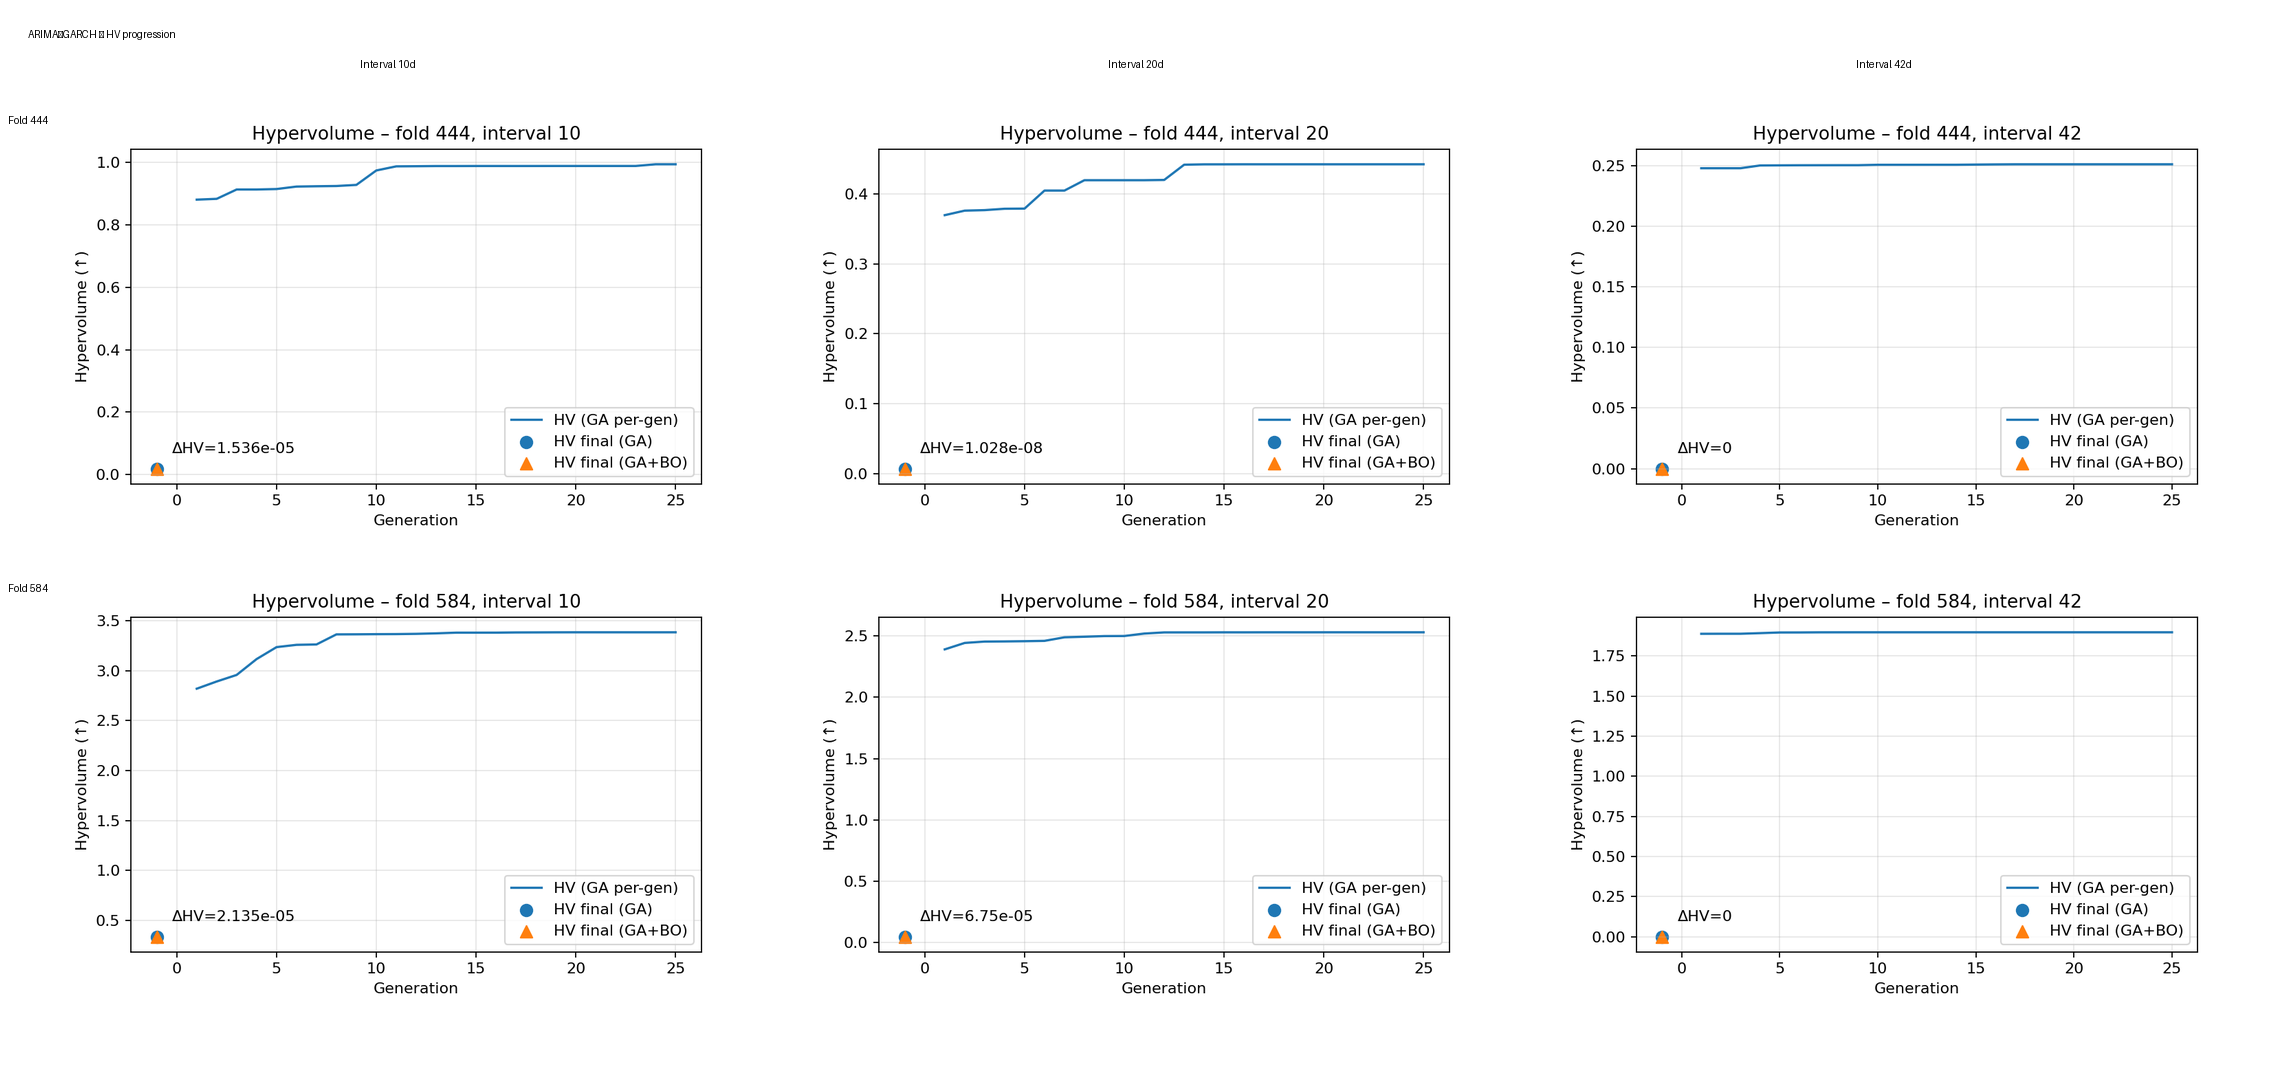 ARIMA▯GARCH ▯ HV progression
Interval 10d
Interval 20d
Interval 42d
Fold 444
Hypervolume – fold 444, interval 10
Hypervolume (↑)
1.0
0.8
0.6
0.4
0.2
0.0
ΔHV=1.536e-05
HV (GA per-gen)
HV final (GA)
HV final (GA+BO)
0 5 10 15 20 25
Generation
Hypervolume – fold 444, interval 20
Hypervolume (↑)
0.4
0.3
0.2
0.1
0.0
ΔHV=1.028e-08
HV (GA per-gen)
HV final (GA)
HV final (GA+BO)
0 5 10 15 20 25
Generation
Hypervolume – fold 444, interval 42
Hypervolume (↑)
0.25
0.20
0.15
0.10
0.05
0.00
ΔHV=0
HV (GA per-gen)
HV final (GA)
HV final (GA+BO)
0 5 10 15 20 25
Generation
Fold 584
Hypervolume – fold 584, interval 10
Hypervolume (↑)
3.5
3.0
2.5
2.0
1.5
1.0
0.5
ΔHV=2.135e-05
HV (GA per-gen)
HV final (GA)
HV final (GA+BO)
0 5 10 15 20 25
Generation
Hypervolume – fold 584, interval 20
Hypervolume (↑)
2.5
2.0
1.5
1.0
0.5
0.0
ΔHV=6.75e-05
HV (GA per-gen)
HV final (GA)
HV final (GA+BO)
0 5 10 15 20 25
Generation
Hypervolume – fold 584, interval 42
Hypervolume (↑)
1.75
1.50
1.25
1.00
0.75
0.50
0.25
0.00
ΔHV=0
HV (GA per-gen)
HV final (GA)
HV final (GA+BO)
0 5 10 15 20 25
Generation